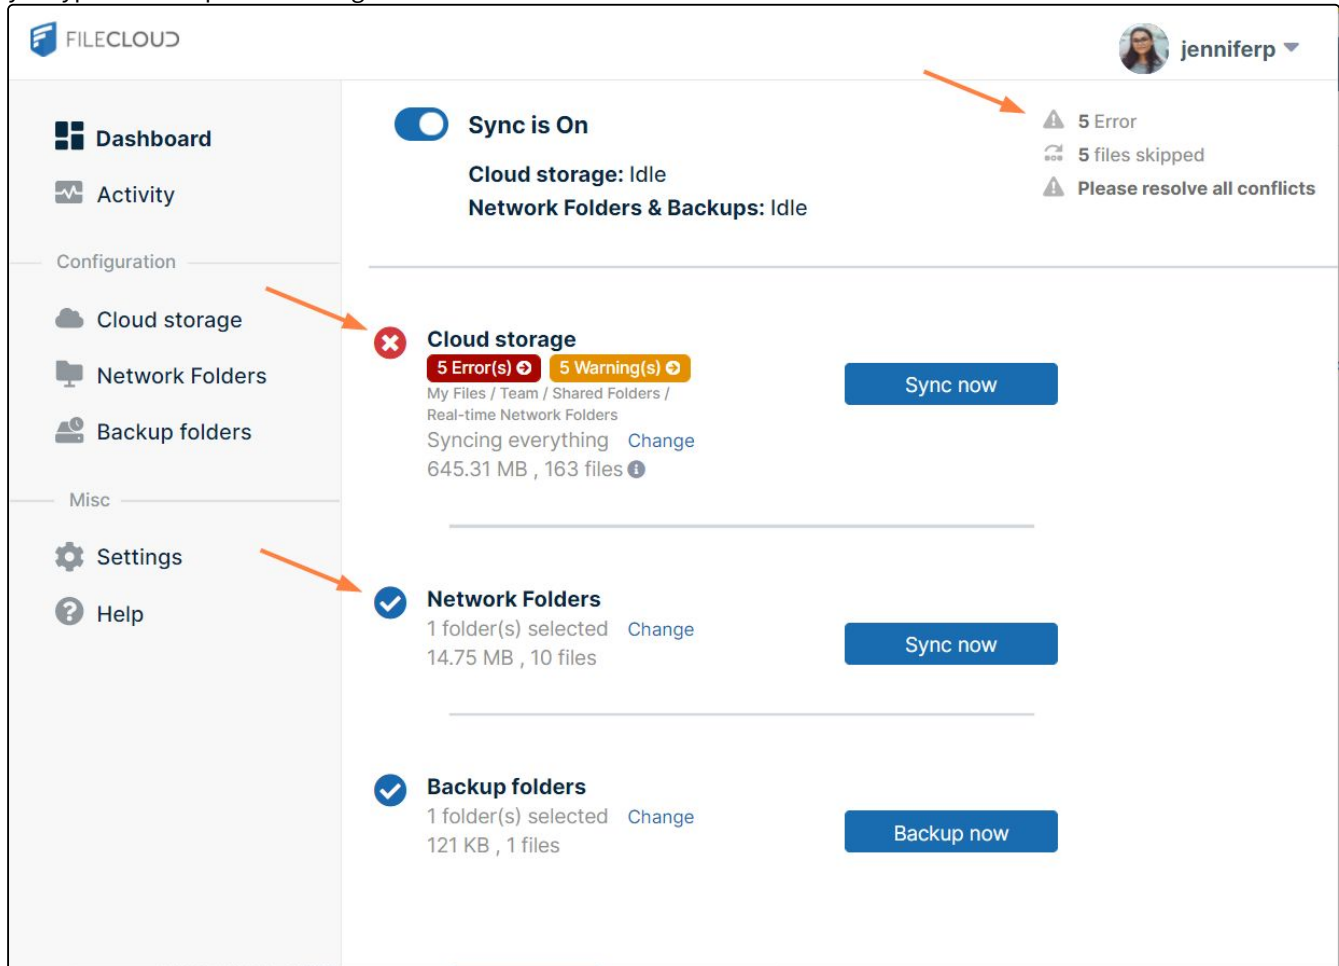 FILECLOUD
jenniferp
Dashboard
Activity
Configuration
Cloud storage
Network Folders
Backup folders
Misc
Settings
Help
Sync is On
Cloud storage: Idle
Network Folders & Backups: Idle
5 Error
5 files skipped
Please resolve all conflicts
Cloud storage
5 Error(s) 5 Warning(s)
My Files / Team / Shared Folders /
Real-time Network Folders
Syncing everything Change
645.31 MB , 163 files
Sync now
Network Folders
1 folder(s) selected Change
14.75 MB , 10 files
Sync now
Backup folders
1 folder(s) selected Change
121 KB , 1 files
Backup now